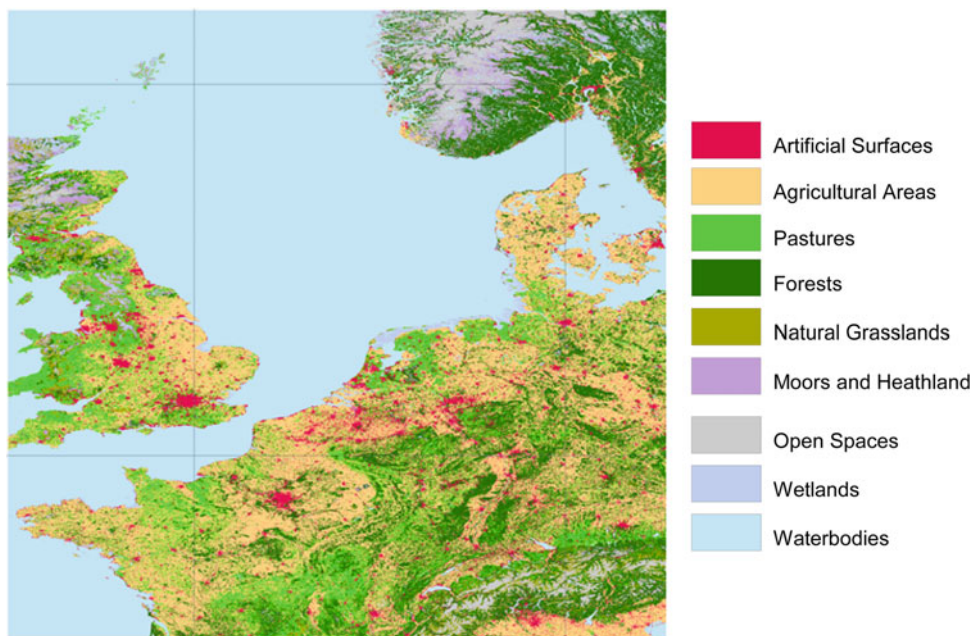 Artificial Surfaces
Agricultural Areas
Pastures
Forests
Natural Grasslands
Moors and Heathland
Open Spaces
Wetlands
Waterbodies